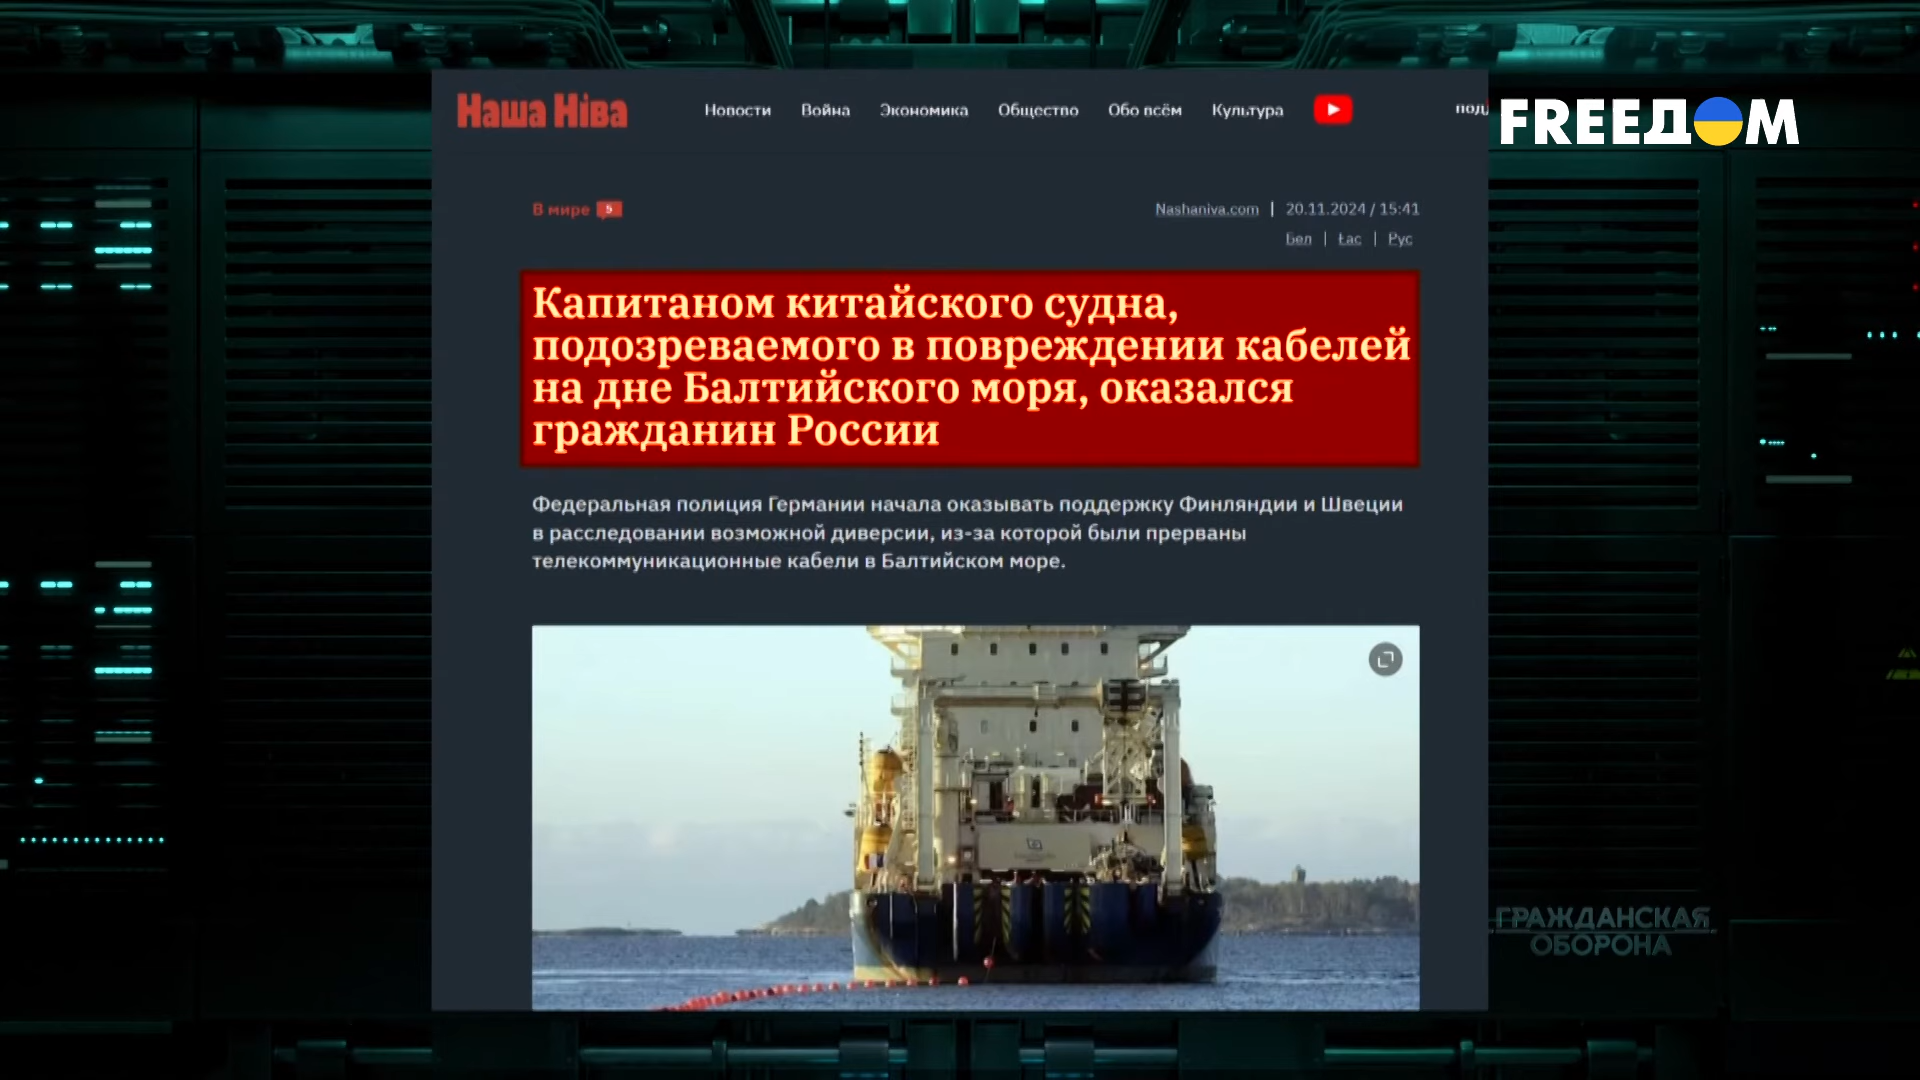 Наша Ніва
Новости Война Экономика Общество Обо всём Культура
FREEДOM
В мире 5
Nashaniva.com | 20.11.2024 / 15:41
Бел | Łac | Рус
Капитаном китайского судна,
подозреваемого в повреждении кабелей
на дне Балтийского моря, оказался
гражданин России
Федеральная полиция Германии начала оказывать поддержку Финляндии и Швеции
в расследовании возможной диверсии, из-за которой были прерваны
телекоммуникационные кабели в Балтийском море.
ГРАЖДАНСКАЯ
ОБОРОНА